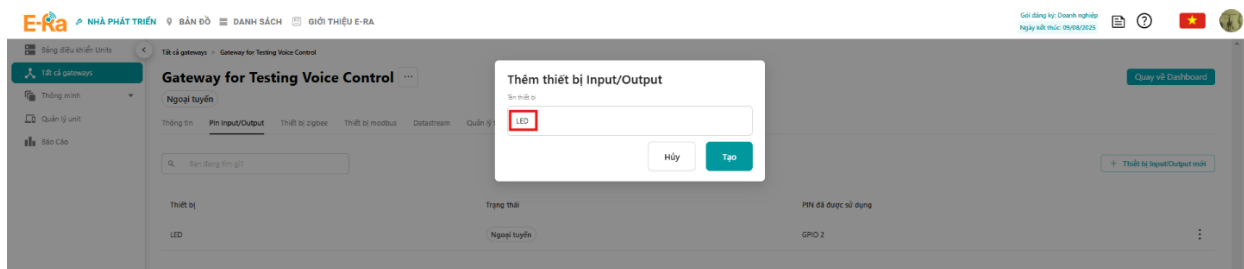 E-Ra NHÀ PHÁT TRIỂN BẢN ĐỒ DANH SÁCH GIỚI THIỆU E-RA
Gói đăng ký: Doanh nghiệp
Ngày kết thúc: 09/08/2025
Bảng điều khiển Units
Tất cả gateways > Gateway for Testing Voice Control
Tất cả gateways
Gateway for Testing Voice Control ...
Quay về Dashboard
Thông minh
Ngoại tuyến
Quản lý unit
Thông tin Pin Input/Output Thiết bị zigbee Thiết bị modbus Datastream Quản lý
Báo Cáo
Bạn đang tìm gì?
+ Thiết bị Input/Output mới
Thêm thiết bị Input/Output
Tên thiết bị
LED
Hủy Tạo
Thiết bị Trạng thái PIN đã được sử dụng
LED Ngoại tuyến GPIO 2